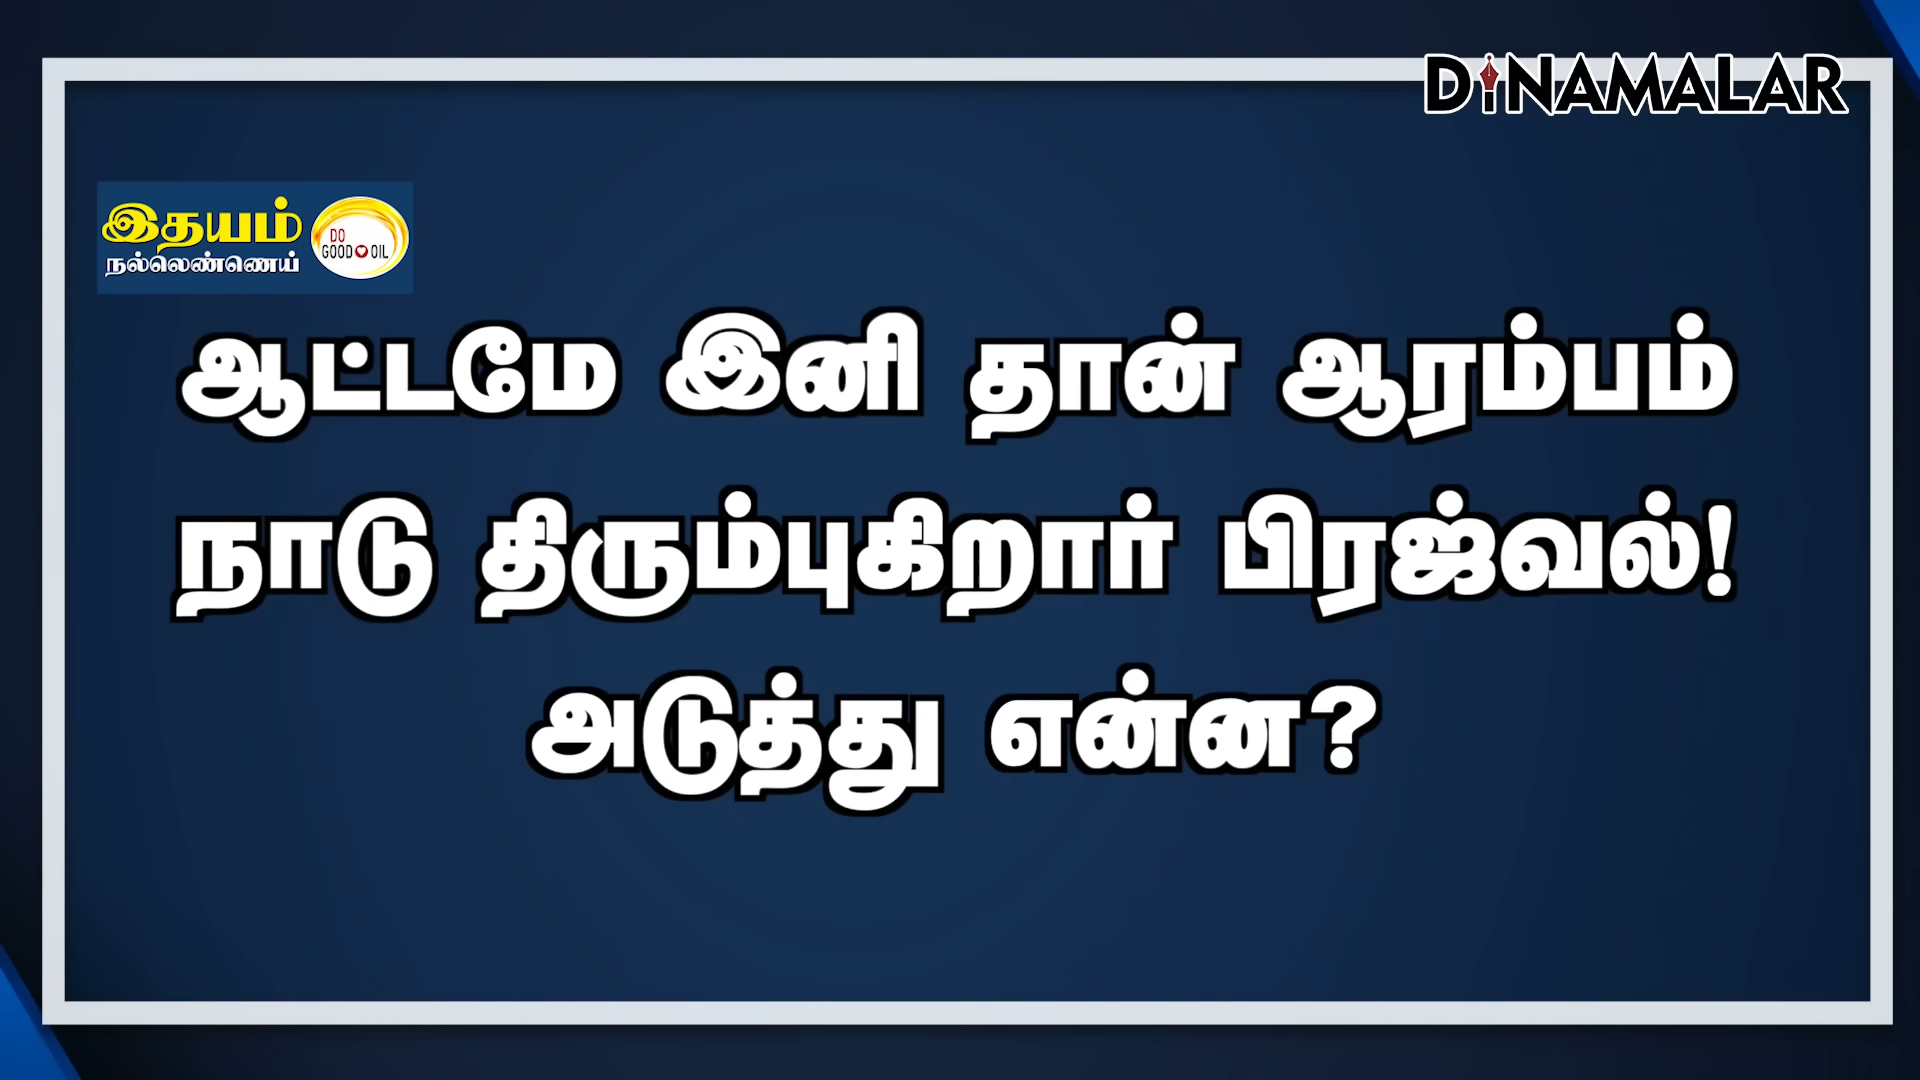 DINAMALAR
இதயம்
நல்லெண்ணெய்
DO
GOOD OIL
ஆட்டமே இனி தான் ஆரம்பம்
நாடு திரும்புகிறார் பிரஜ்வல்!
அடுத்து என்ன?